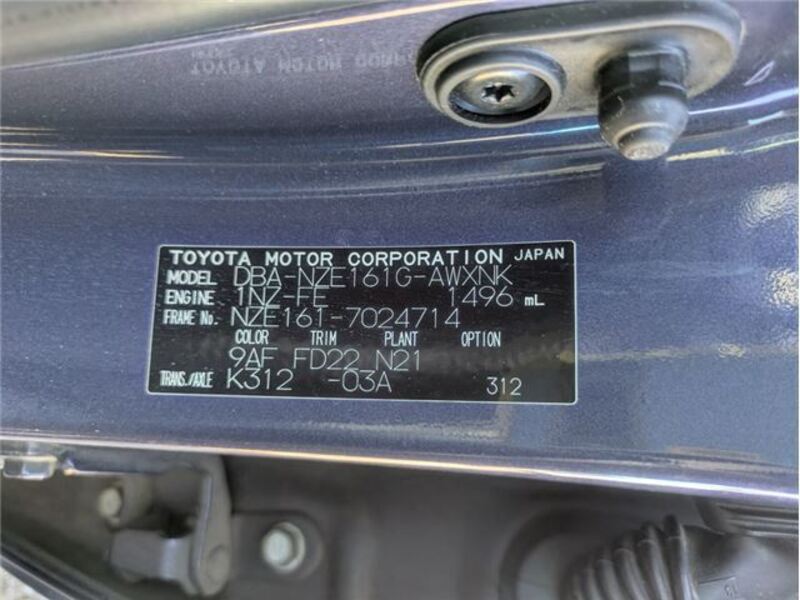 TOYOTA MOTOR CORPORATION JAPAN
MODEL DBA-NZE161G-AWXNK
ENGINE 1NZ-FE 1496 mL
FRAME No. NZE161-7024714
COLOR TRIM PLANT OPTION
9AF FD22 N21
TRANS./AXLE K312 -03A 312